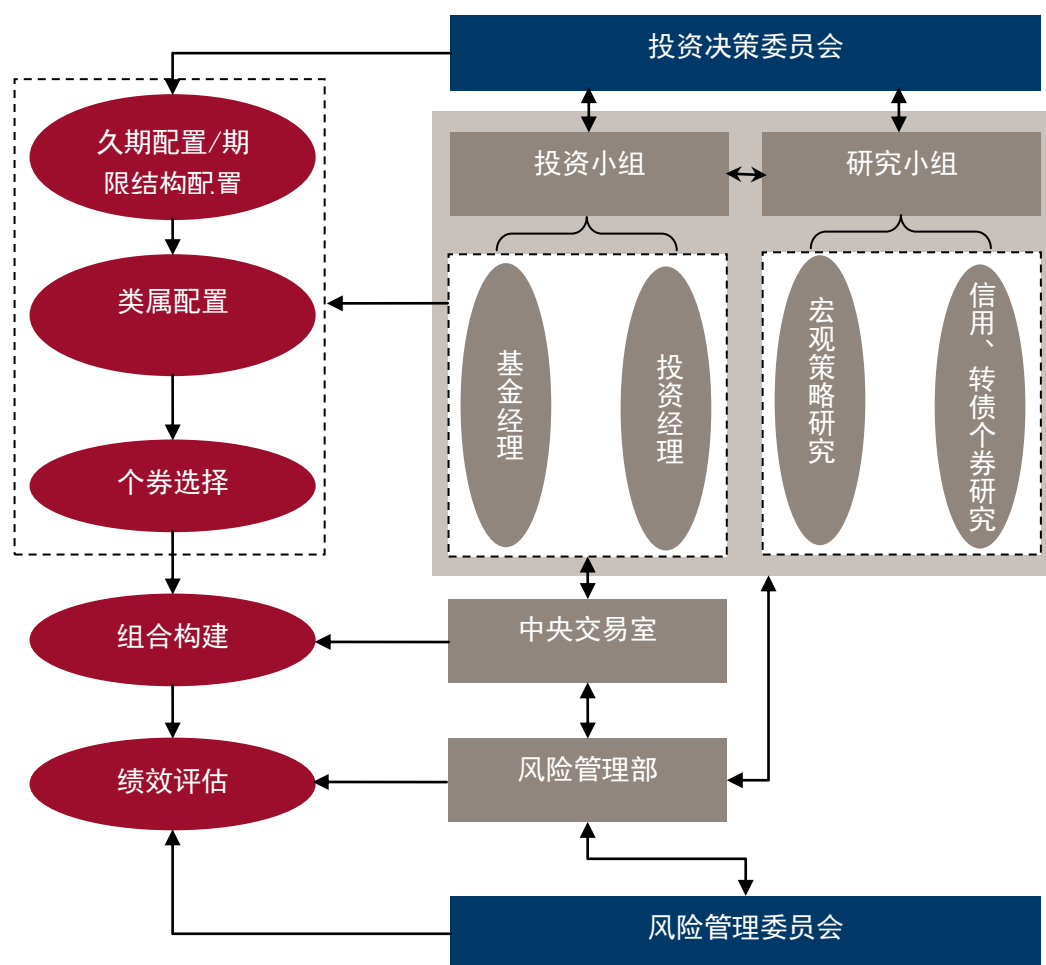 投资决策委员会
久期配置/期
限结构配置
投资小组
研究小组
类属配置
基金经理
投资经理
宏观策略研究
信用、转债个券研究
个券选择
组合构建
中央交易室
绩效评估
风险管理部
风险管理委员会